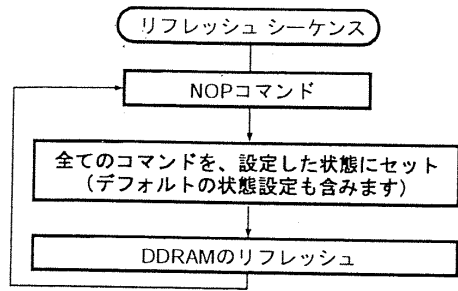 リフレッシュ シーケンス
NOPコマンド
全てのコマンドを、設定した状態にセット
（デフォルトの状態設定も含みます）
DDRAMのリフレッシュ